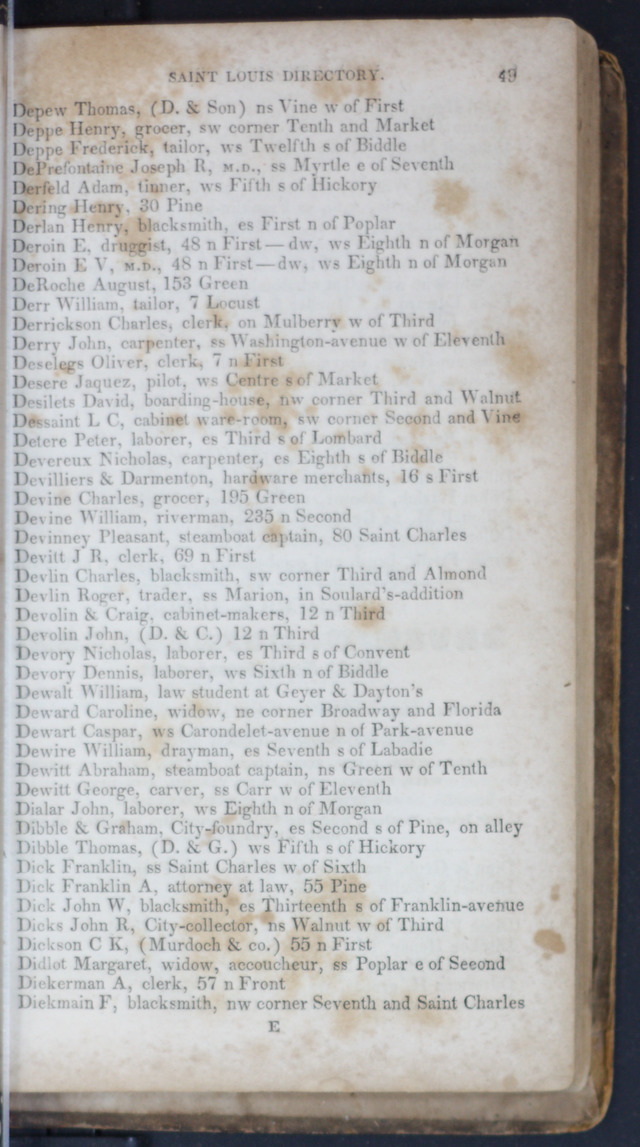 SAINT LOUIS DIRECTORY. 49
Depew Thomas, (D. & Son) ns Vine w of First
Deppe Henry, grocer, sw corner Tenth and Market
Deppe Frederick, tailor, ws Twelfth s of Biddle
DePrefontaine Joseph R, M.D., ss Myrtle e of Seventh
Derfeld Adam, tinner, ws Fifth s of Hickory
Dering Henry, 30 Pine
Derlan Henry, blacksmith, es First n of Poplar
Deroin E, druggist, 48 n First—dw, ws Eighth n of Morgan
Deroin E V, M.D., 48 n First—dw, ws Eighth n of Morgan
DeRoche August, 153 Green
Derr William, tailor, 7 Locust
Derrickson Charles, clerk, on Mulberry w of Third
Derry John, carpenter, ss Washington-avenue w of Eleventh
Deselegs Oliver, clerk, 7 n First
Desere Jaquez, pilot, ws Centre s of Market
Desilets David, boarding-house, nw corner Third and Walnut
Dessaint L C, cabinet ware-room, sw corner Second and Vine
Detere Peter, laborer, es Third s of Lombard
Devereux Nicholas, carpenter, es Eighth s of Biddle
Devilliers & Darmenton, hardware merchants, 16 s First
Devine Charles, grocer, 195 Green
Devine William, riverman, 235 n Second
Devinney Pleasant, steamboat captain, 80 Saint Charles
Devitt J R, clerk, 69 n First
Devlin Charles, blacksmith, sw corner Third and Almond
Devlin Roger, trader, ss Marion, in Soulard's-addition
Devolin & Craig, cabinet-makers, 12 n Third
Devolin John, (D. & C.) 12 n Third
Devory Nicholas, laborer, es Third s of Convent
Devory Dennis, laborer, ws Sixth n of Biddle
Dewalt William, law student at Geyer & Dayton's
Deward Caroline, widow, ne corner Broadway and Florida
Dewart Caspar, ws Carondelet-avenue n of Park-avenue
Dewire William, drayman, es Seventh s of Labadie
Dewitt Abraham, steamboat captain, ns Green w of Tenth
Dewitt George, carver, ss Carr w of Eleventh
Dialar John, laborer, ws Eighth n of Morgan
Dibble & Graham, City-foundry, es Second s of Pine, on alley
Dibble Thomas, (D. & G.) ws Fifth s of Hickory
Dick Franklin, ss Saint Charles w of Sixth
Dick Franklin A, attorney at law, 55 Pine
Dick John W, blacksmith, es Thirteenth s of Franklin-avenue
Dicks John R, City-collector, ns Walnut w of Third
Dickson C K, (Murdoch & co.) 55 n First
Didlot Margaret, widow, accoucheur, ss Poplar e of Second
Diekerman A, clerk, 57 n Front
Diekmain F, blacksmith, nw corner Seventh and Saint Charles
E